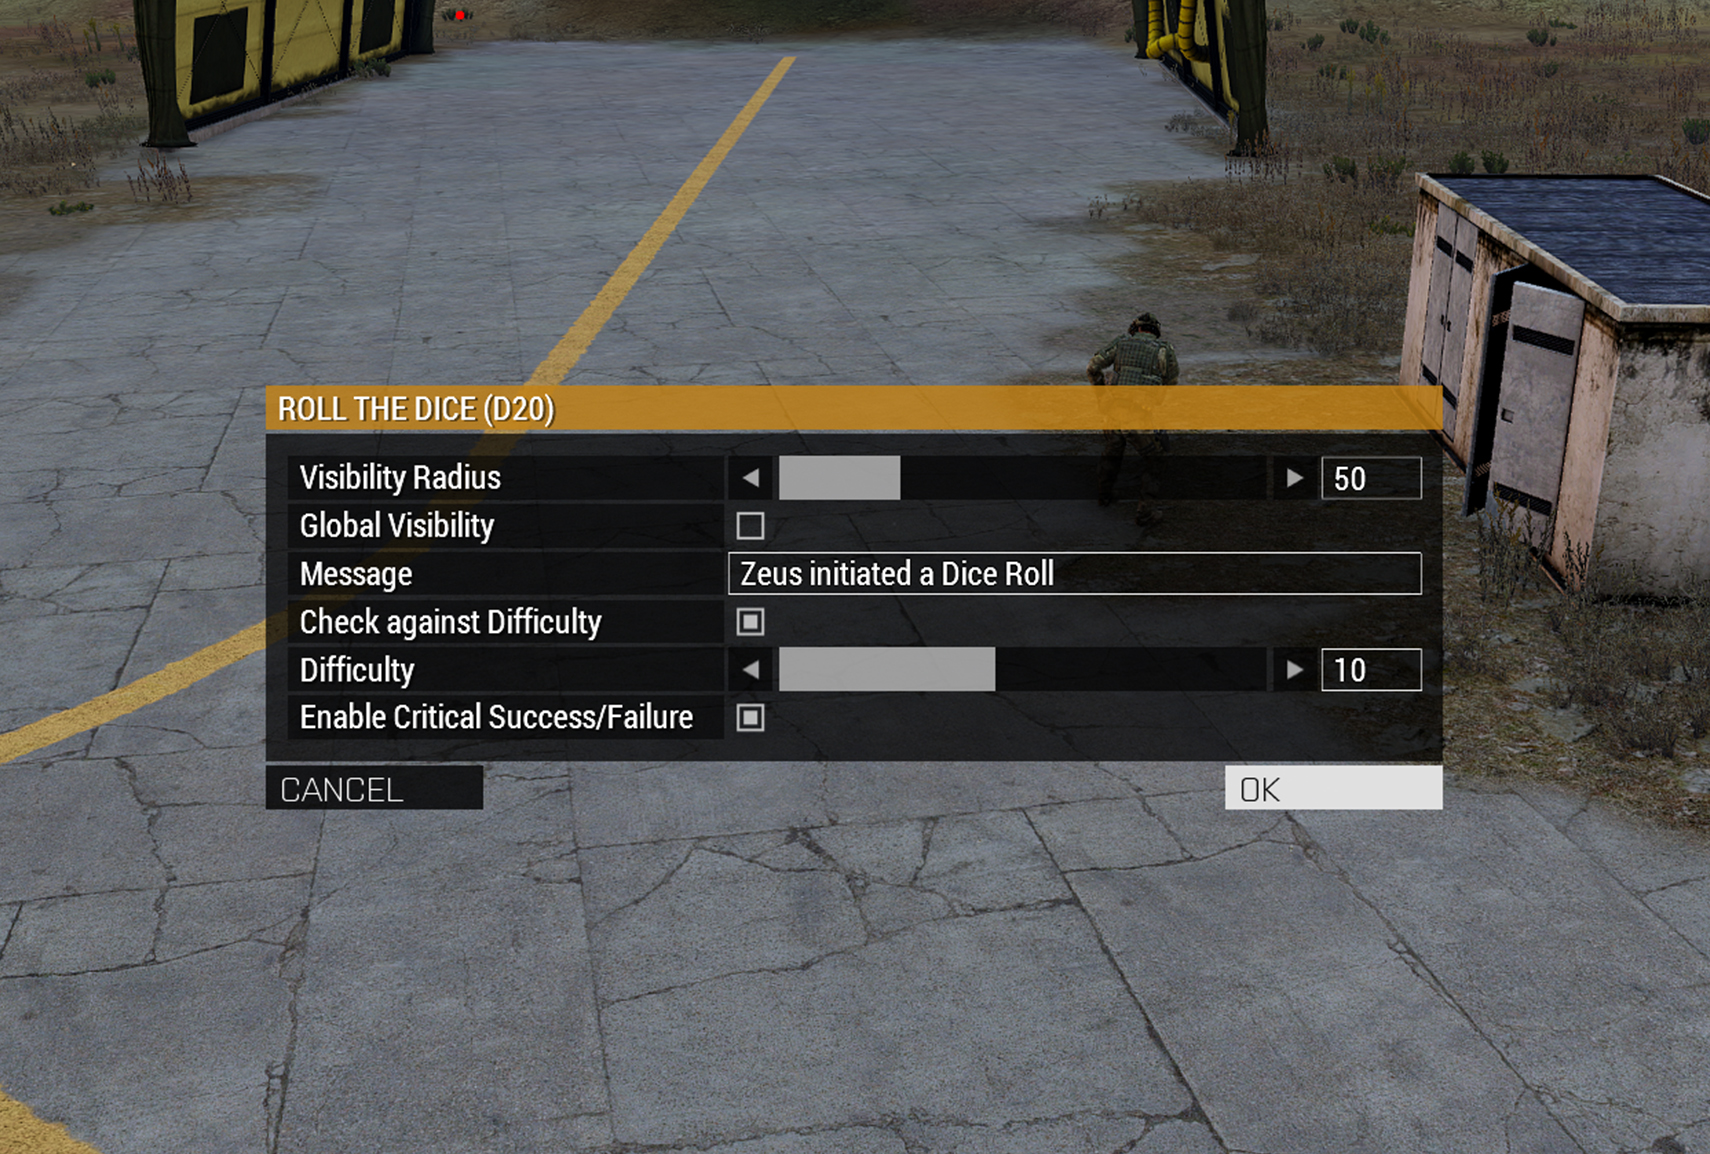 ROLL THE DICE (D20)
Visibility Radius 50
Global Visibility
Message Zeus initiated a Dice Roll
Check against Difficulty
Difficulty 10
Enable Critical Success/Failure
CANCEL OK